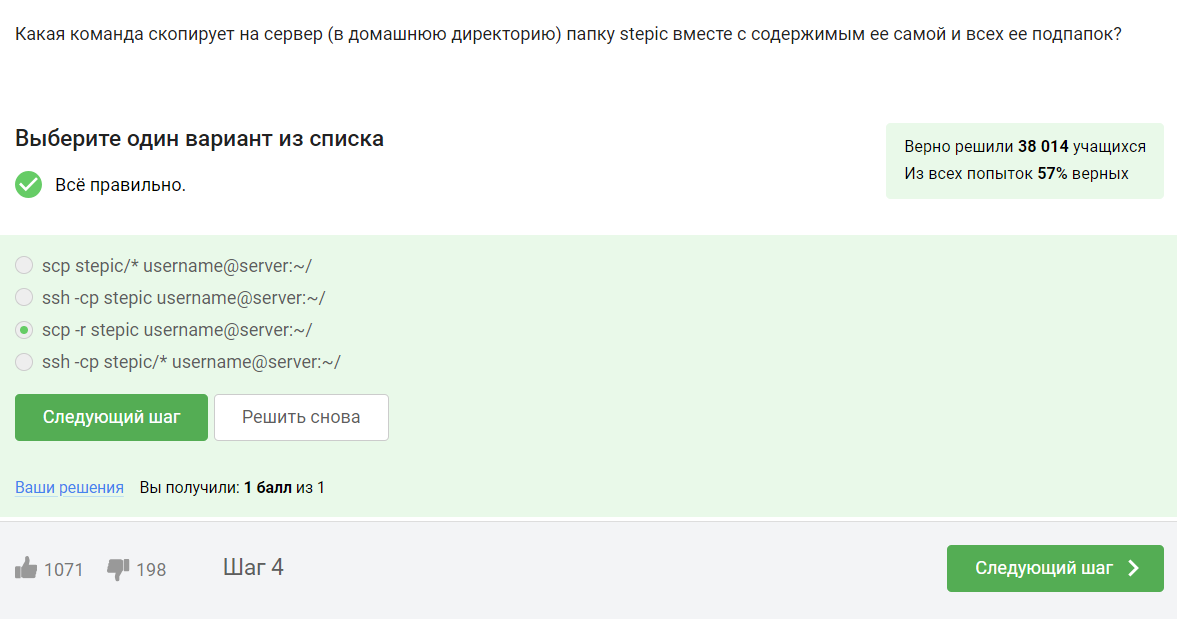 Какая команда скопирует на сервер (в домашнюю директорию) папку stepic вместе с содержимым ее самой и всех ее подпапок?
Выберите один вариант из списка
Всё правильно.
Верно решили 38 014 учащихся
Из всех попыток 57% верных
scp stepic/* username@server:~/
ssh -cp stepic username@server:~/
scp -r stepic username@server:~/
ssh -cp stepic/* username@server:~/
Следующий шаг
Решить снова
Ваши решения Вы получили: 1 балл из 1
1071 198 Шаг 4
Следующий шаг